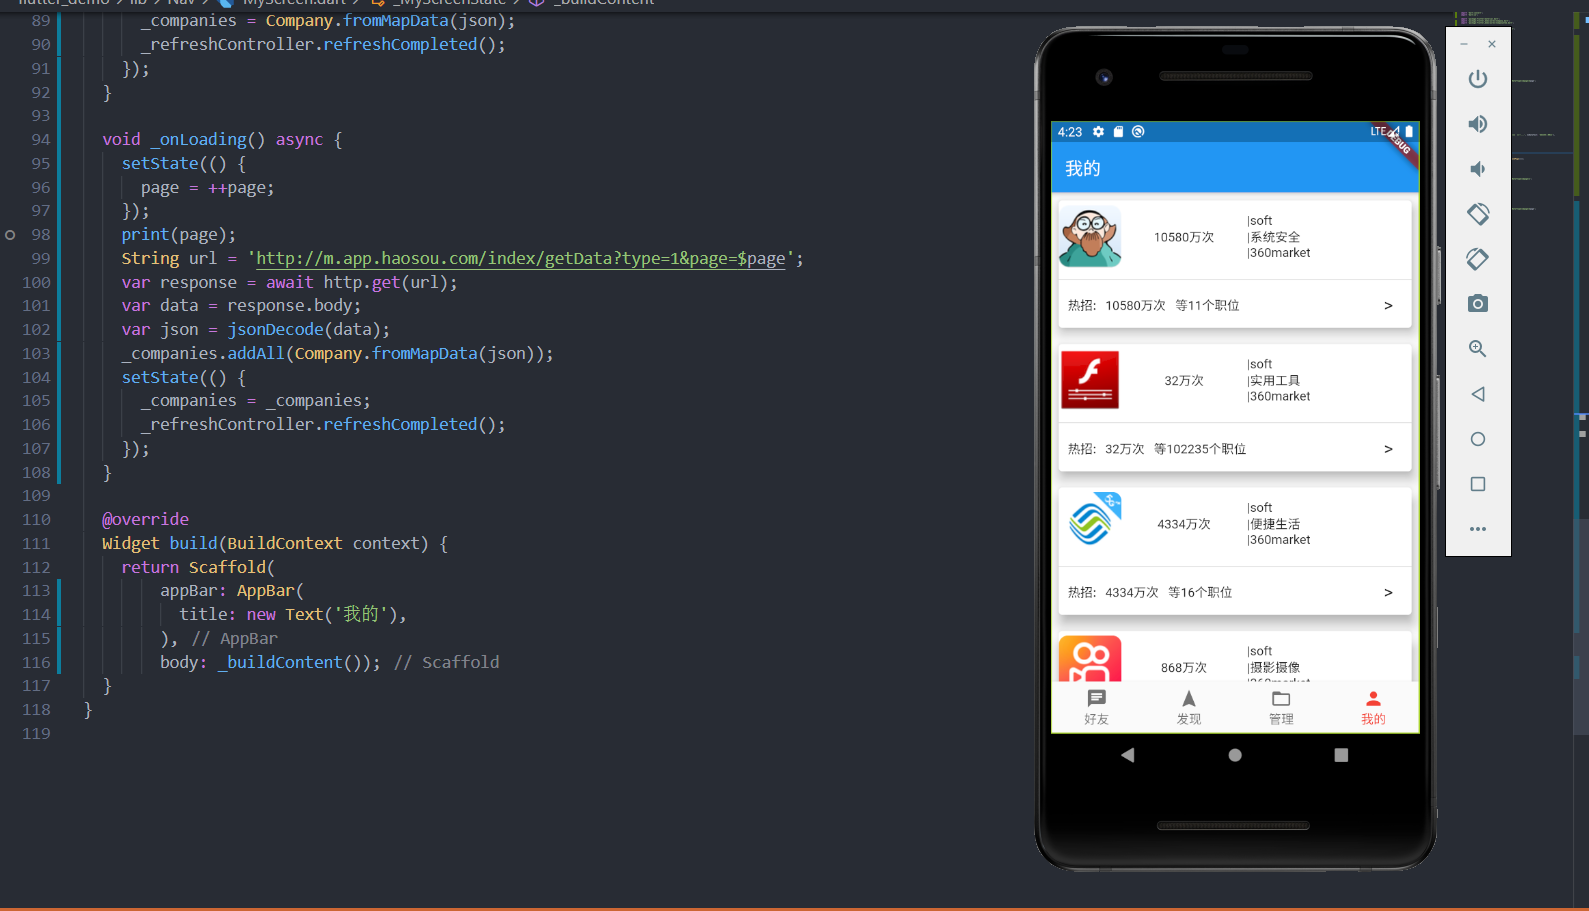 flutter_demo > lib > Nav > MyScreen.dart > _MyScreenState > _buildContent
89 _companies = Company.fromMapData(json);
90 _refreshController.refreshCompleted();
91 });
92 }
93
94 void _onLoading() async {
95 setState(() {
96 page = ++page;
97 });
98 print(page);
99 String url = 'http://m.app.haosou.com/index/getData?type=1&page=$page';
100 var response = await http.get(url);
101 var data = response.body;
102 var json = jsonDecode(data);
103 _companies.addAll(Company.fromMapData(json));
104 setState(() {
105 _companies = _companies;
106 _refreshController.refreshCompleted();
107 });
108 }
109
110 @override
111 Widget build(BuildContext context) {
112 return Scaffold(
113 appBar: AppBar(
114 title: new Text('我的'),
115 ), // AppBar
116 body: _buildContent()); // Scaffold
117 }
118 }
119
4:23 LTE
DEBUG
我的
|soft
10580万次 |系统安全
|360market
热招: 10580万次 等11个职位 >
|soft
32万次 |实用工具
|360market
热招: 32万次 等102235个职位 >
|soft
4334万次 |便捷生活
|360market
热招: 4334万次 等16个职位 >
|soft
868万次 |摄影摄像
|360market
好友 发现 管理 我的